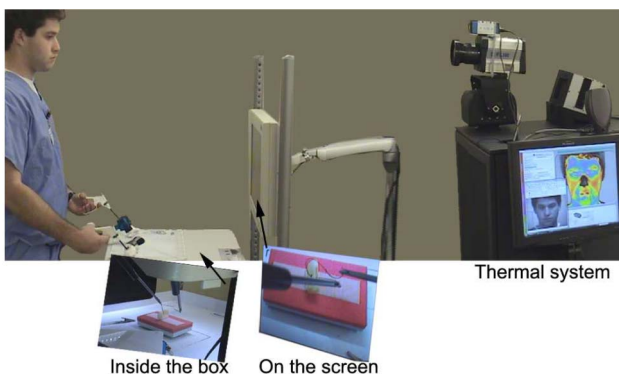 Thermal system
Inside the box
On the screen